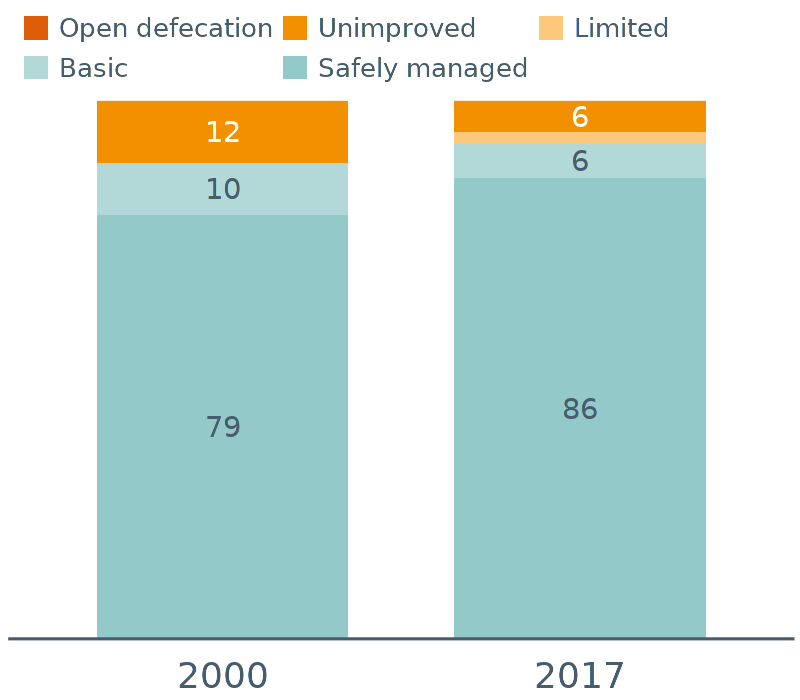 Open defecation Unimproved Limited
Basic Safely managed
12 6
10 6
79 86
2000 2017